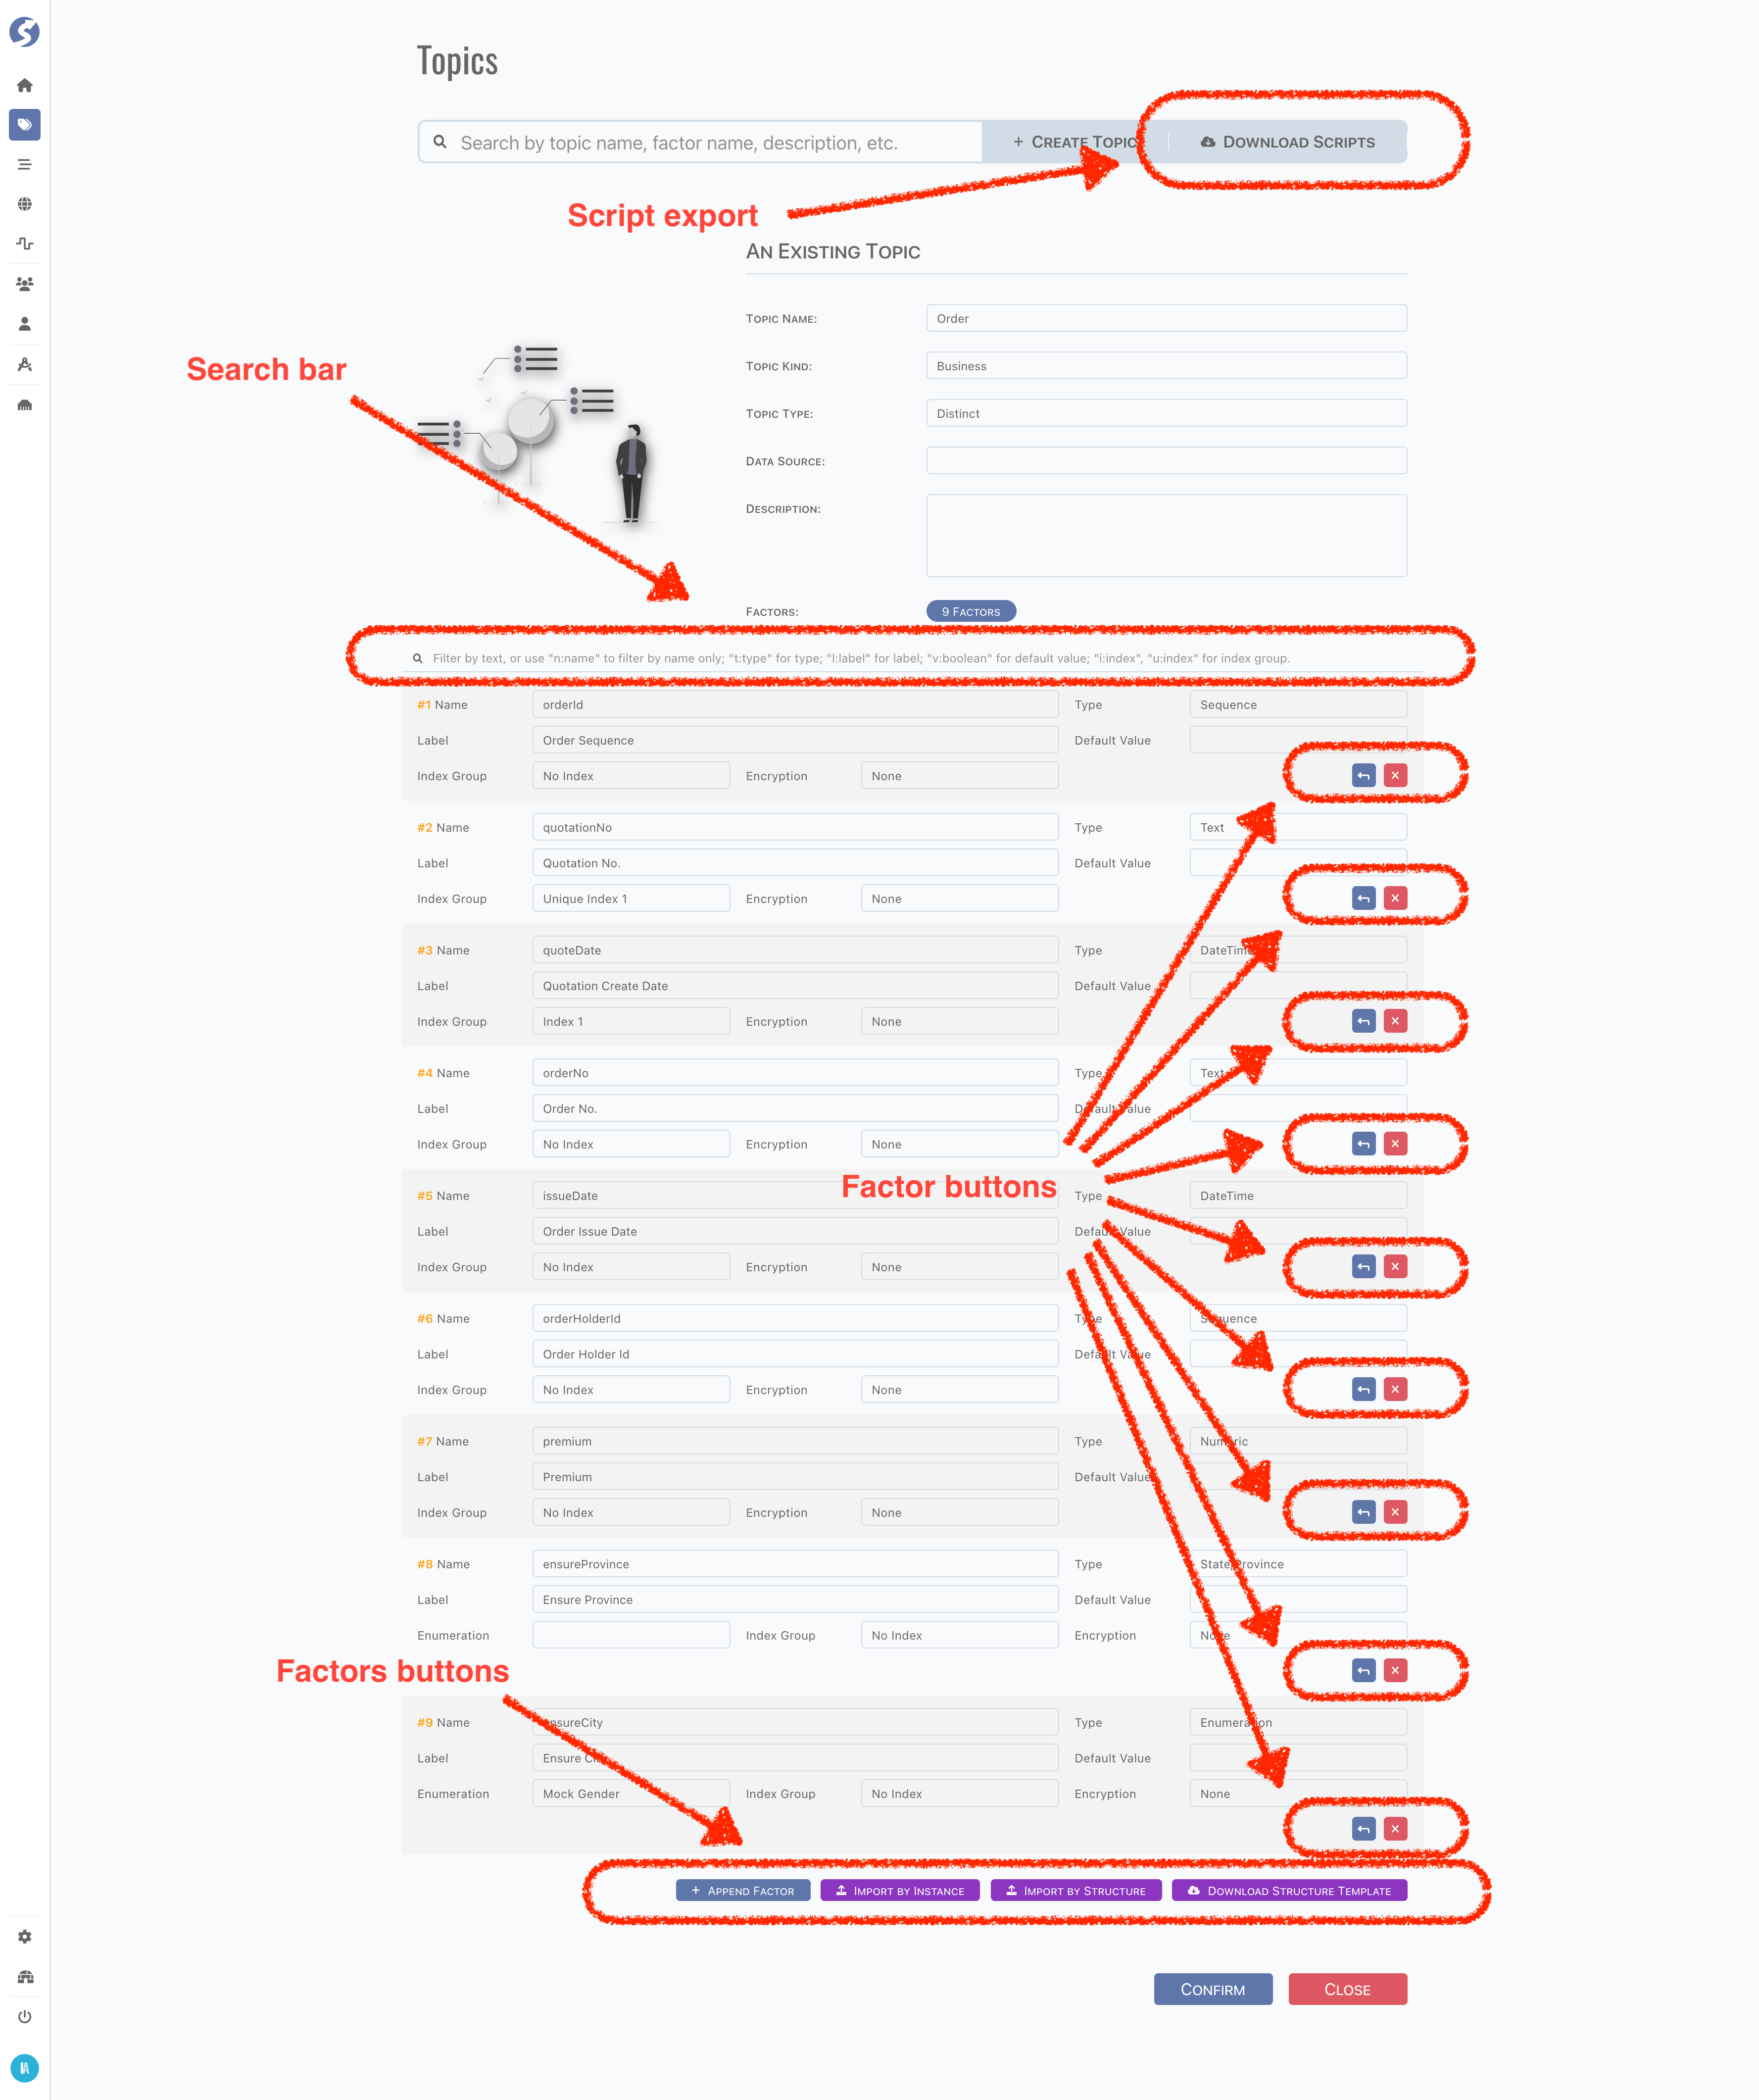 Topics
Search by topic name, factor name, description, etc. + CREATE TOPIC DOWNLOAD SCRIPTS
Script export
AN EXISTING TOPIC
TOPIC NAME: Order
TOPIC KIND: Business
Search bar
TOPIC TYPE: Distinct
DATA SOURCE:
DESCRIPTION:
FACTORS: 9 FACTORS
Filter by text, or use "n:name" to filter by name only; "t:type" for type; "l:label" for label; "v:boolean" for default value; "i:index", "u:index" for index group.
#1 Name orderId Type Sequence
Label Order Sequence Default Value
Index Group No Index Encryption None
#2 Name quotationNo Type Text
Label Quotation No. Default Value
Index Group Unique Index 1 Encryption None
#3 Name quoteDate Type DateTime
Label Quotation Create Date Default Value
Index Group Index 1 Encryption None
#4 Name orderNo Type Text
Label Order No. Default Value
Index Group No Index Encryption None
Factor buttons
#5 Name issueDate Type DateTime
Label Order Issue Date Default Value
Index Group No Index Encryption None
#6 Name orderHolderId Type Sequence
Label Order Holder Id Default Value
Index Group No Index Encryption None
#7 Name premium Type Numeric
Label Premium Default Value
Index Group No Index Encryption None
#8 Name ensureProvince Type State/Province
Label Ensure Province Default Value
Enumeration Index Group No Index Encryption None
Factors buttons
#9 Name ensureCity Type Enumeration
Label Ensure City Default Value
Enumeration Mock Gender Index Group No Index Encryption None
+ APPEND FACTOR IMPORT BY INSTANCE IMPORT BY STRUCTURE DOWNLOAD STRUCTURE TEMPLATE
CONFIRM CLOSE